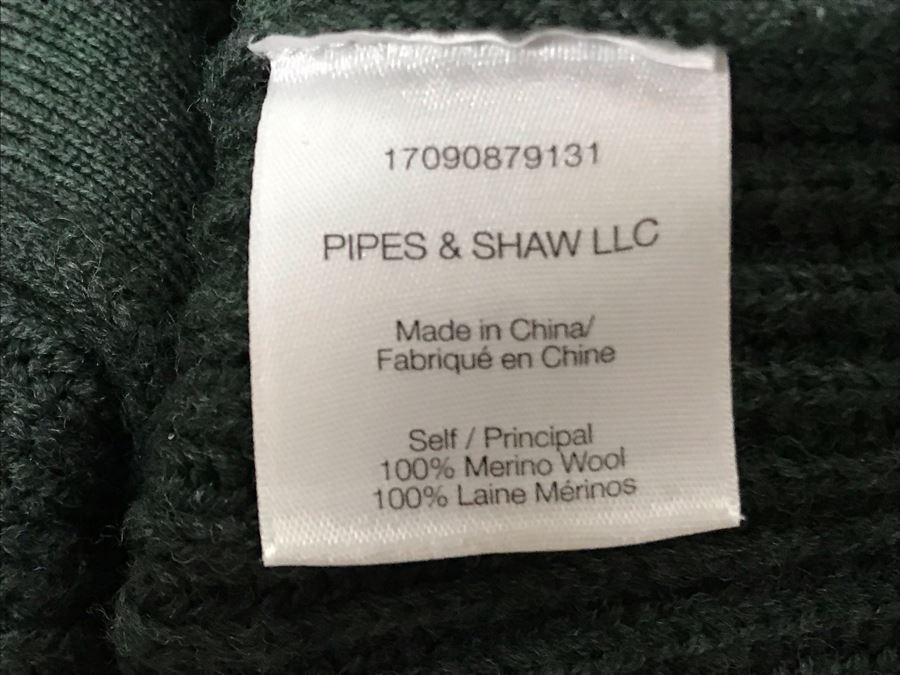 17090879131
PIPES & SHAW LLC
Made in China/
Fabriqué en Chine
Self / Principal
100% Merino Wool
100% Laine Mérinos